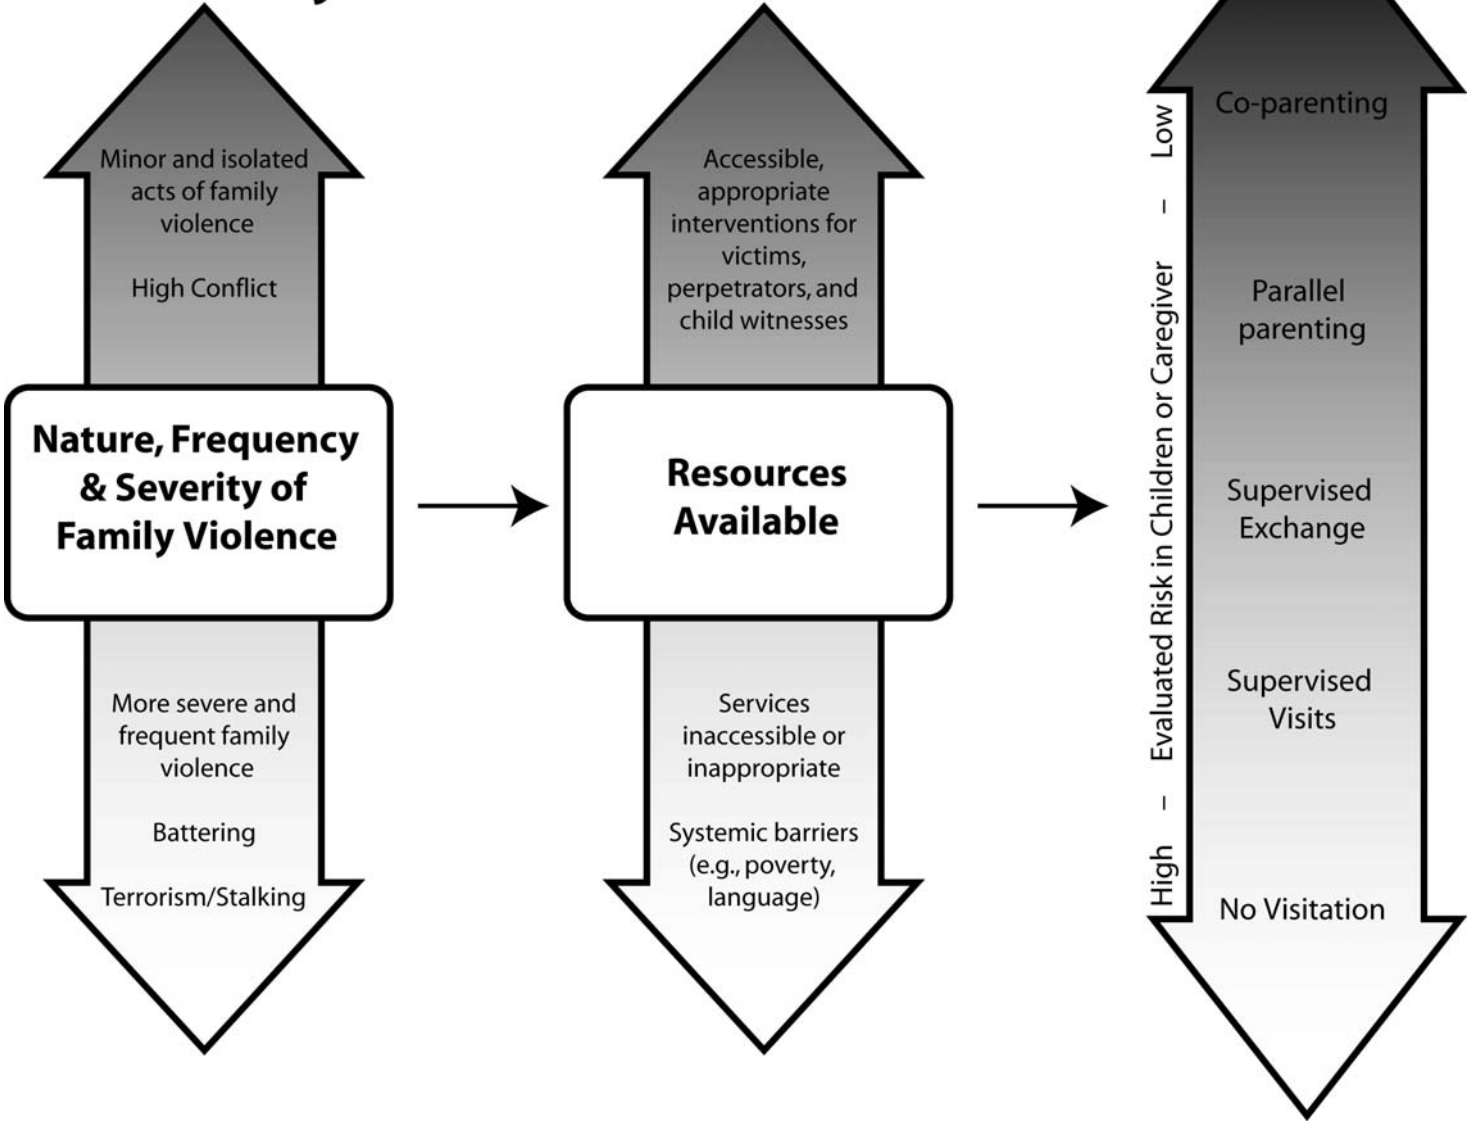 Minor and isolated
acts of family
violence
High Conflict
Nature, Frequency
& Severity of
Family Violence
More severe and
frequent family
violence
Battering
Terrorism/Stalking
Accessible,
appropriate
interventions for
victims,
perpetrators, and
child witnesses
Resources
Available
Services
inaccessible or
inappropriate
Systemic barriers
(e.g., poverty,
language)
High – Evaluated Risk in Children or Caregiver – Low
Co-parenting
Parallel
parenting
Supervised
Exchange
Supervised
Visits
No Visitation